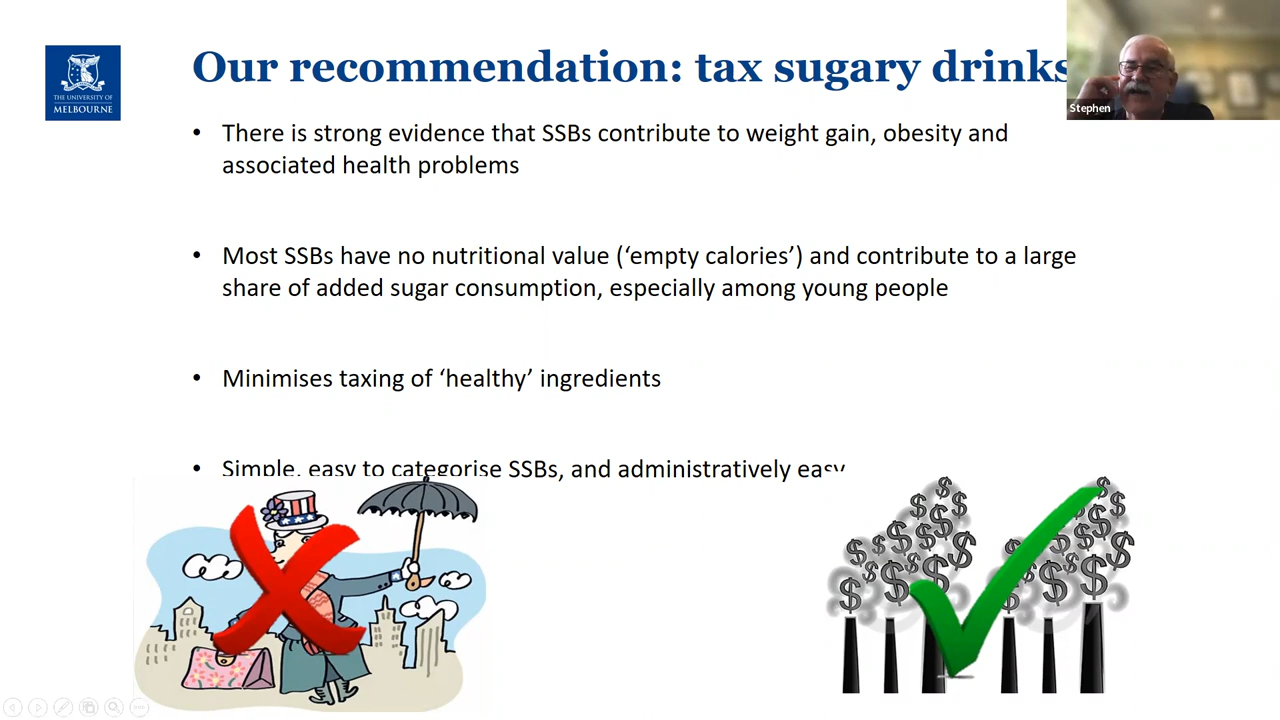 Our recommendation: tax sugary drinks
Stephen
THE UNIVERSITY OF
MELBOURNE
• There is strong evidence that SSBs contribute to weight gain, obesity and
associated health problems
• Most SSBs have no nutritional value (‘empty calories’) and contribute to a large
share of added sugar consumption, especially among young people
• Minimises taxing of ‘healthy’ ingredients
• Simple, easy to categorise SSBs, and administratively easy